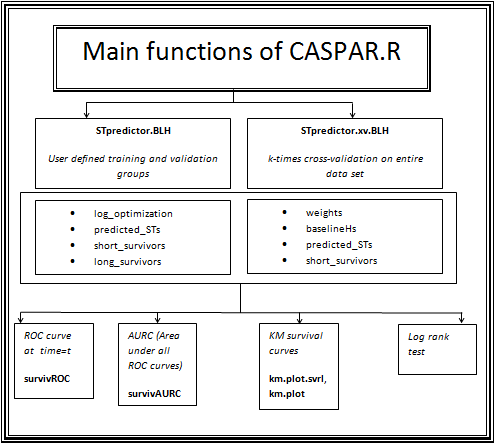 Main functions of CASPAR.R
STpredictor.BLH
User defined training and validation
groups
STpredictor.xv.BLH
k-times cross-validation on entire
data set
• log_optimization
• predicted_STs
• short_survivors
• long_survivors
• weights
• baselineHs
• predicted_STs
• short_survivors
ROC curve
at time=t
survivROC
AURC (Area
under all
ROC curves)
survivAURC
KM survival
curves
km.plot.svrl,
km.plot
Log rank
test